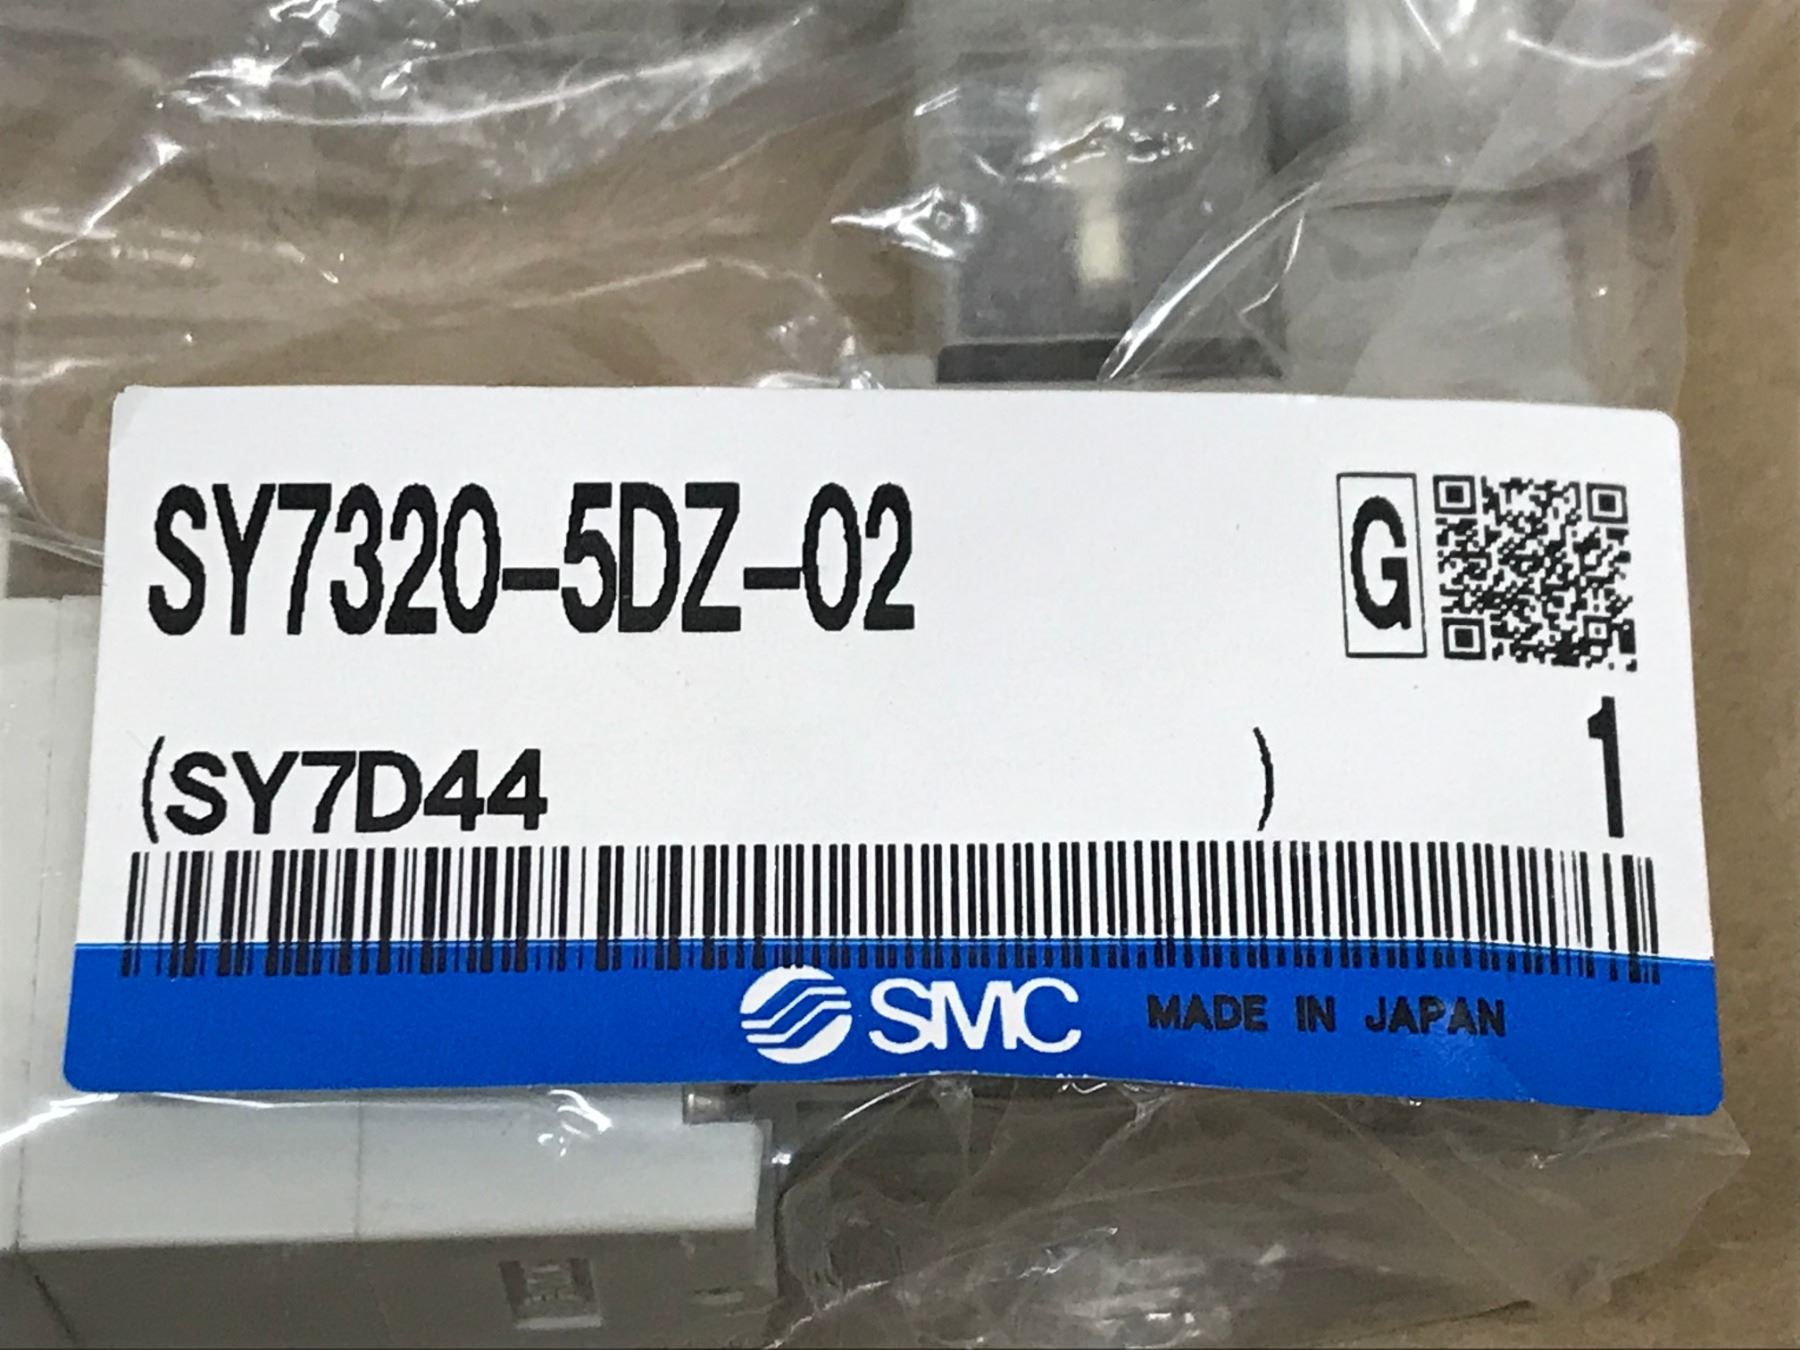 SY7320-5DZ-02
G
(SY7D44 )
1
SMC MADE IN JAPAN